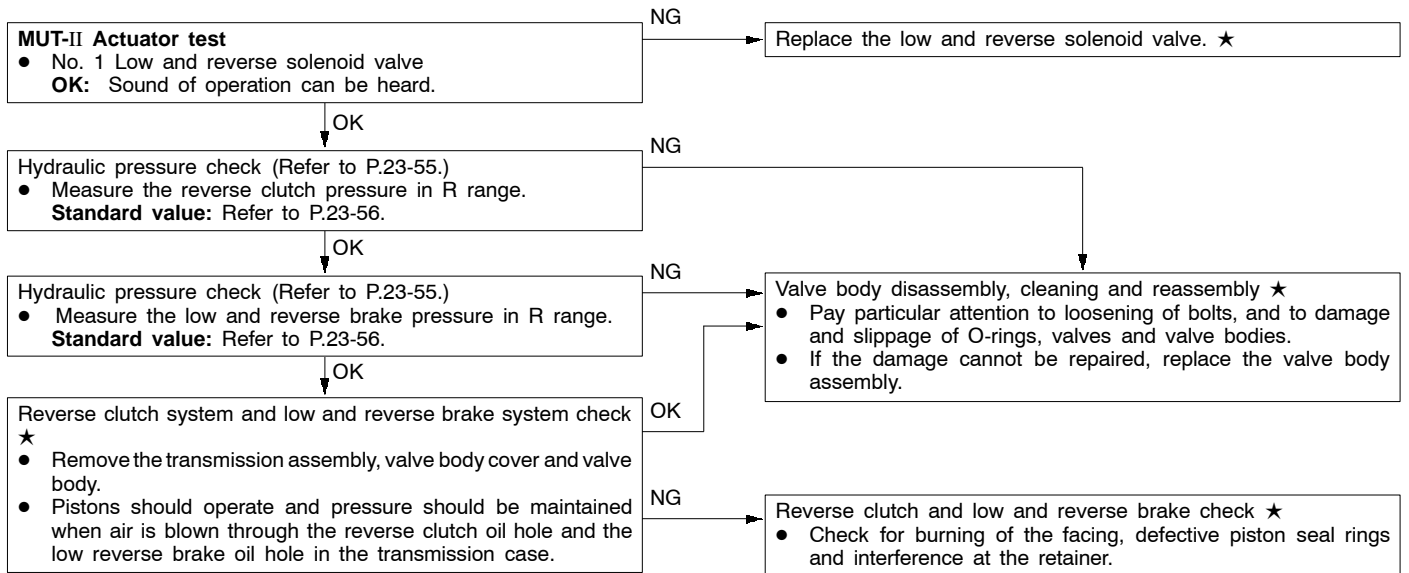 NG
MUT-II Actuator test
● No. 1 Low and reverse solenoid valve
OK: Sound of operation can be heard.
Replace the low and reverse solenoid valve. ★
OK
NG
Hydraulic pressure check (Refer to P.23-55.)
● Measure the reverse clutch pressure in R range.
Standard value: Refer to P.23-56.
OK
NG
Hydraulic pressure check (Refer to P.23-55.)
● Measure the low and reverse brake pressure in R range.
Standard value: Refer to P.23-56.
Valve body disassembly, cleaning and reassembly ★
● Pay particular attention to loosening of bolts, and to damage
and slippage of O-rings, valves and valve bodies.
● If the damage cannot be repaired, replace the valve body
assembly.
OK
Reverse clutch system and low and reverse brake system check
★
● Remove the transmission assembly, valve body cover and valve
body.
● Pistons should operate and pressure should be maintained
when air is blown through the reverse clutch oil hole and the
low reverse brake oil hole in the transmission case.
OK
NG
Reverse clutch and low and reverse brake check ★
● Check for burning of the facing, defective piston seal rings
and interference at the retainer.